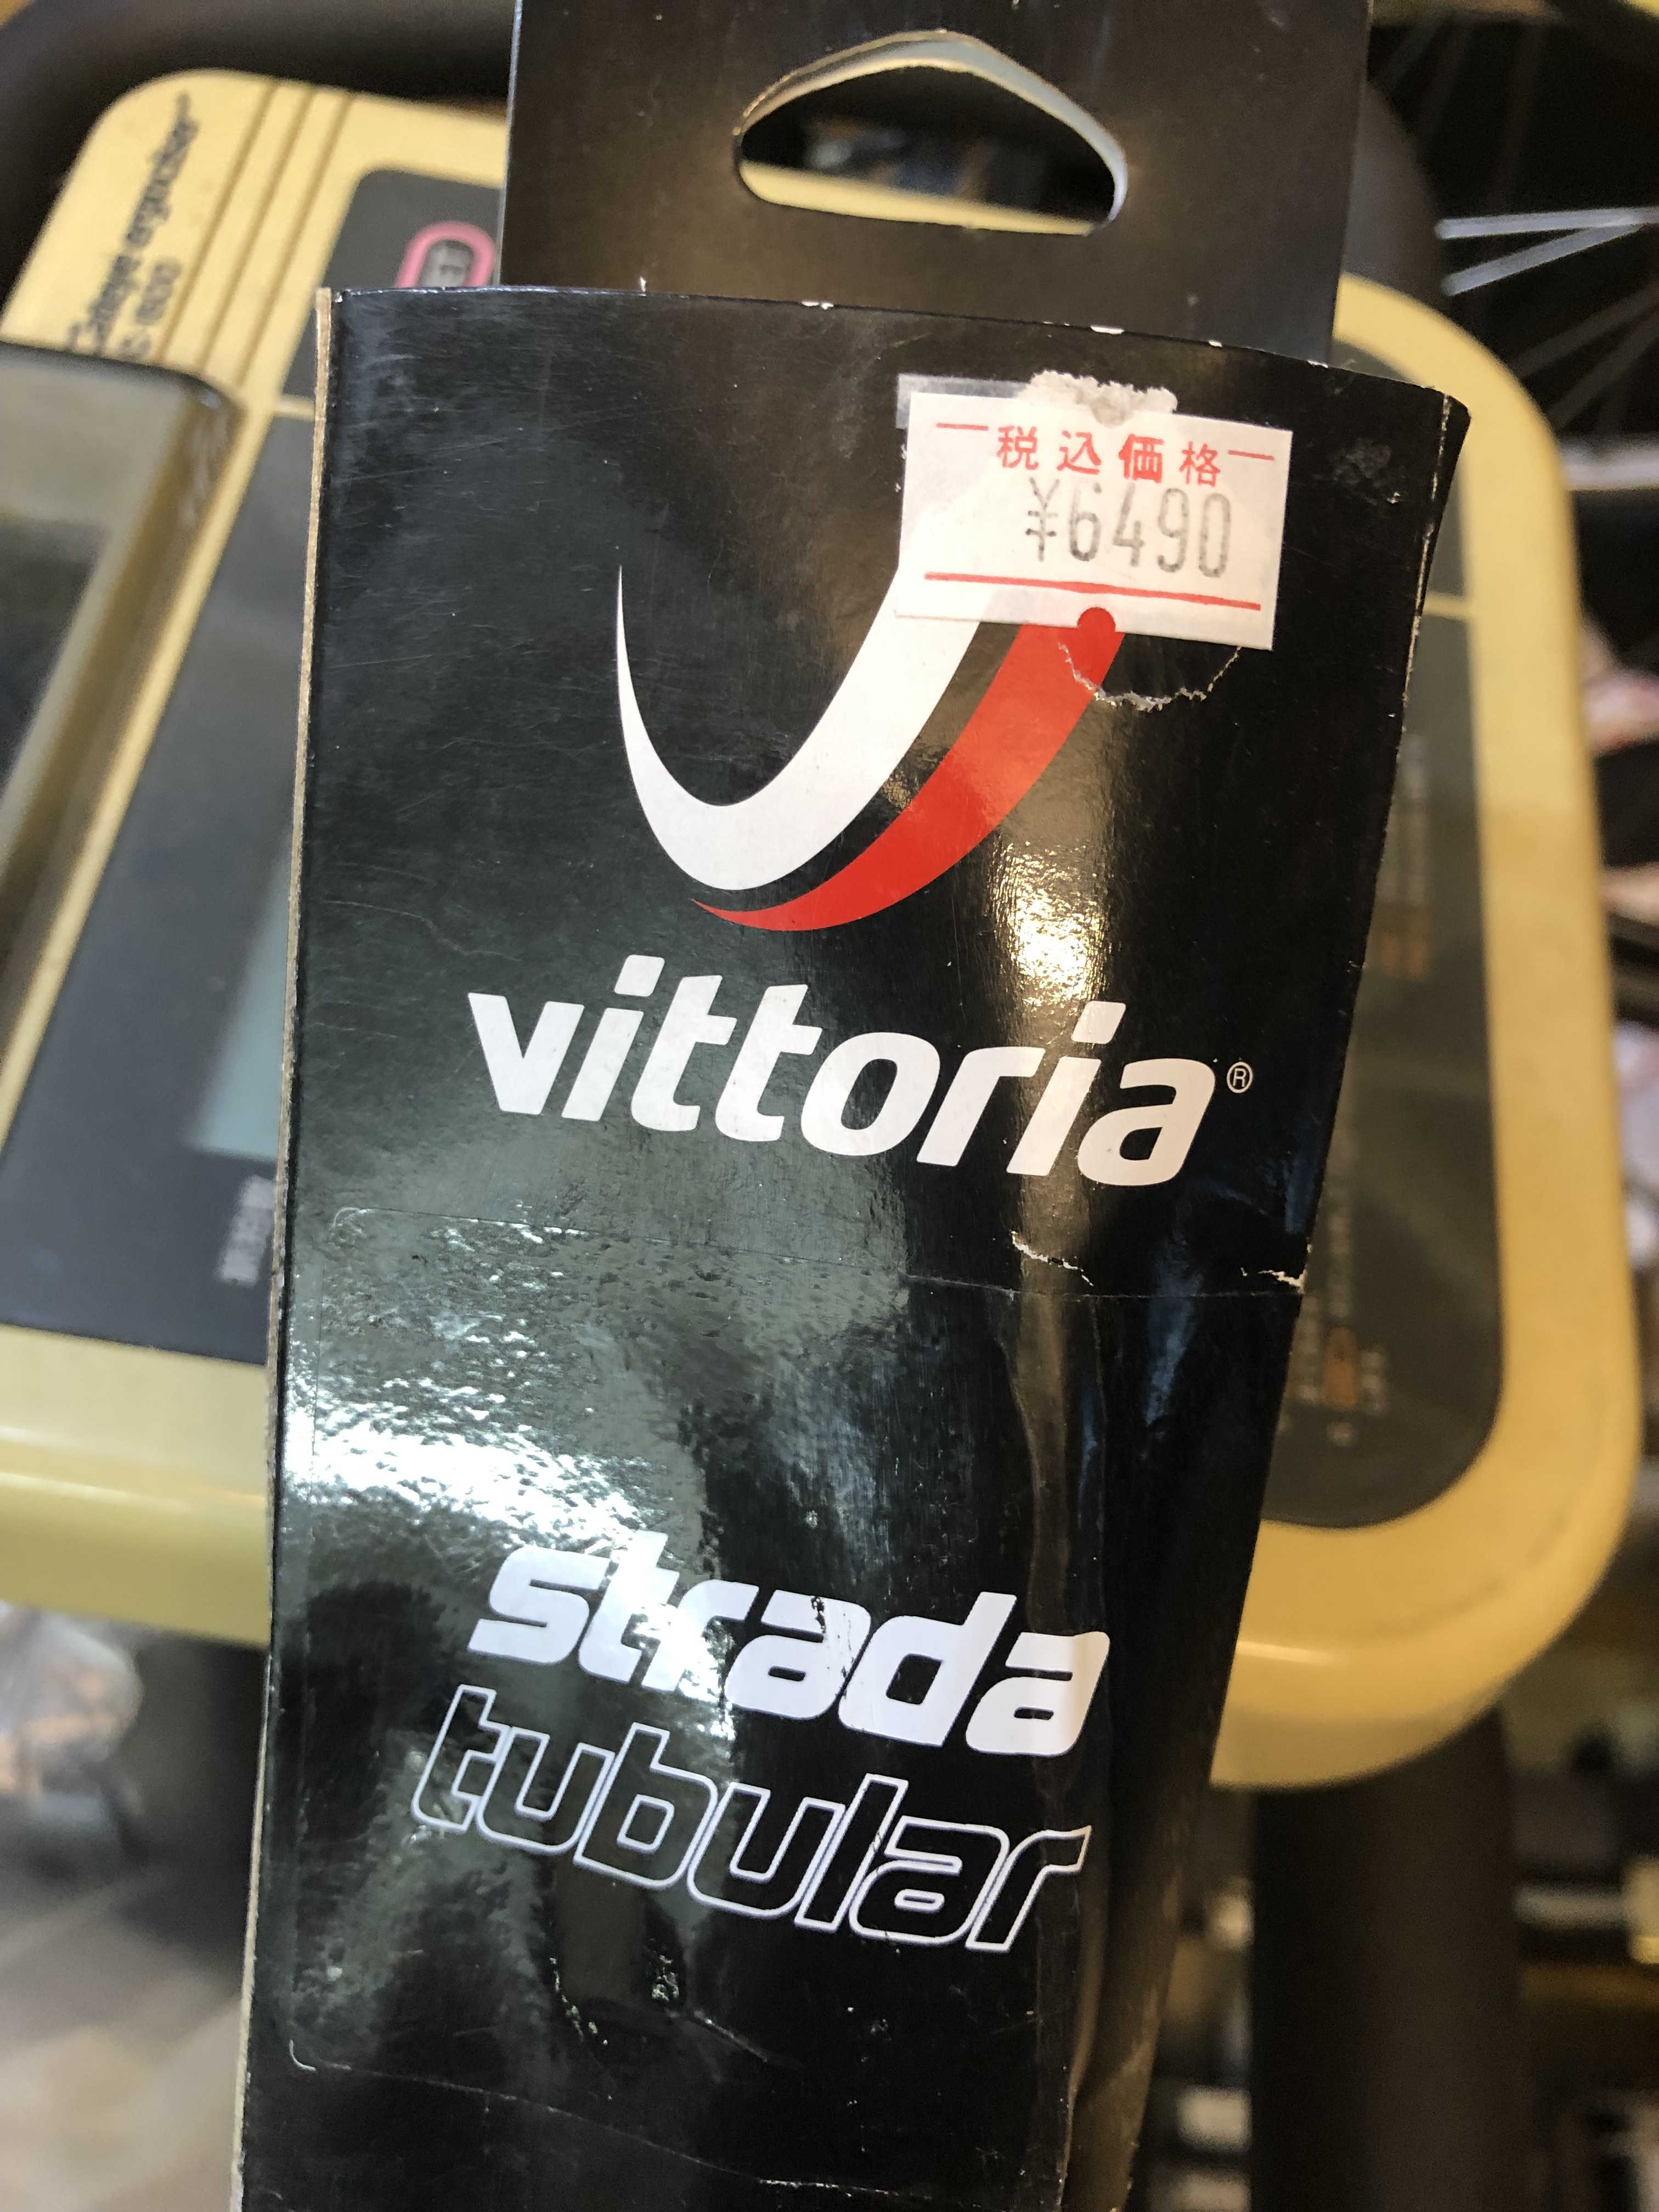 税込価格
¥6490
vittoria®
strada
tubular